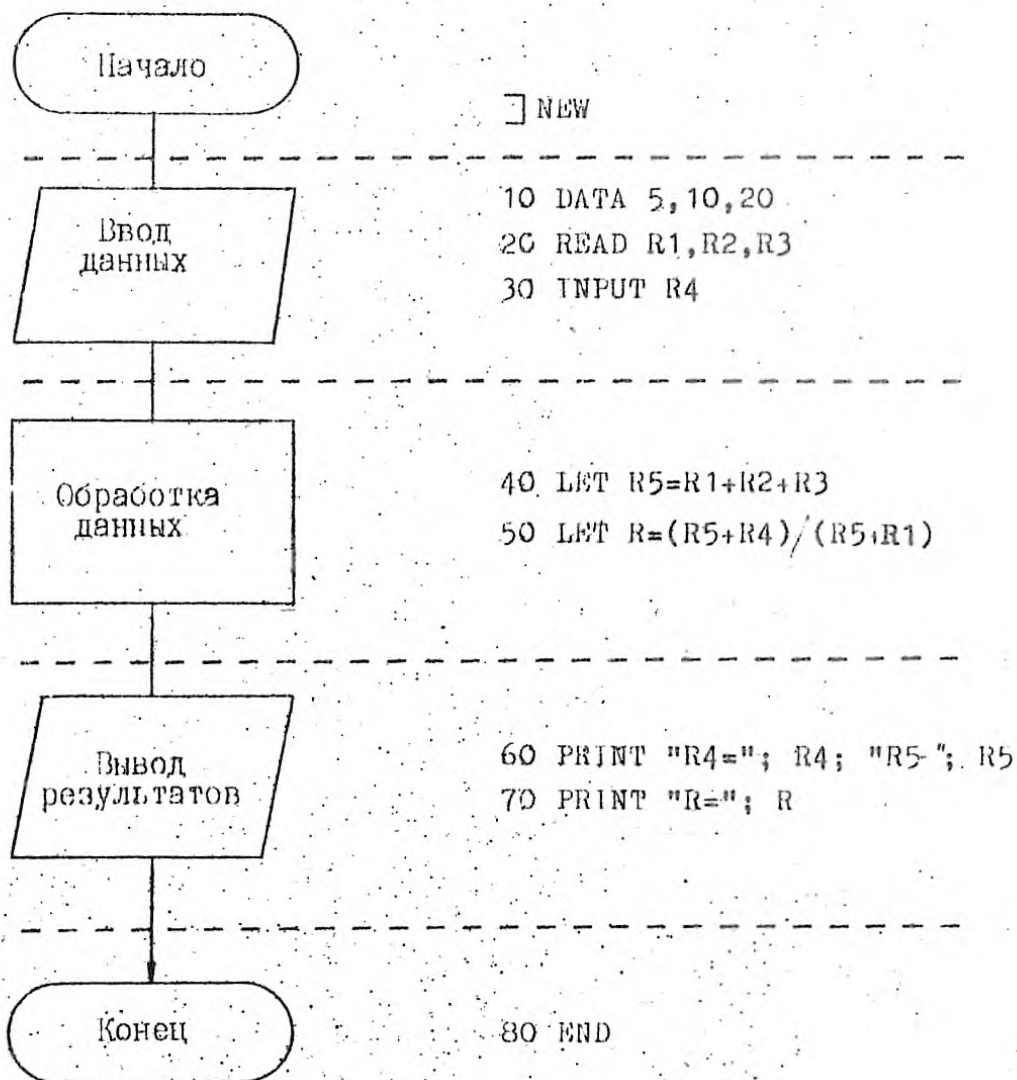 Начало
] NEW
Ввод
данных
10 DATA 5,10,20
20 READ R1,R2,R3
30 INPUT R4
Обработка
данных
40 LET R5=R1+R2+R3
50 LET R=(R5+R4)/(R5+R1)
Вывод
результатов
60 PRINT "R4="; R4; "R5-"; R5
70 PRINT "R="; R
Конец
80 END